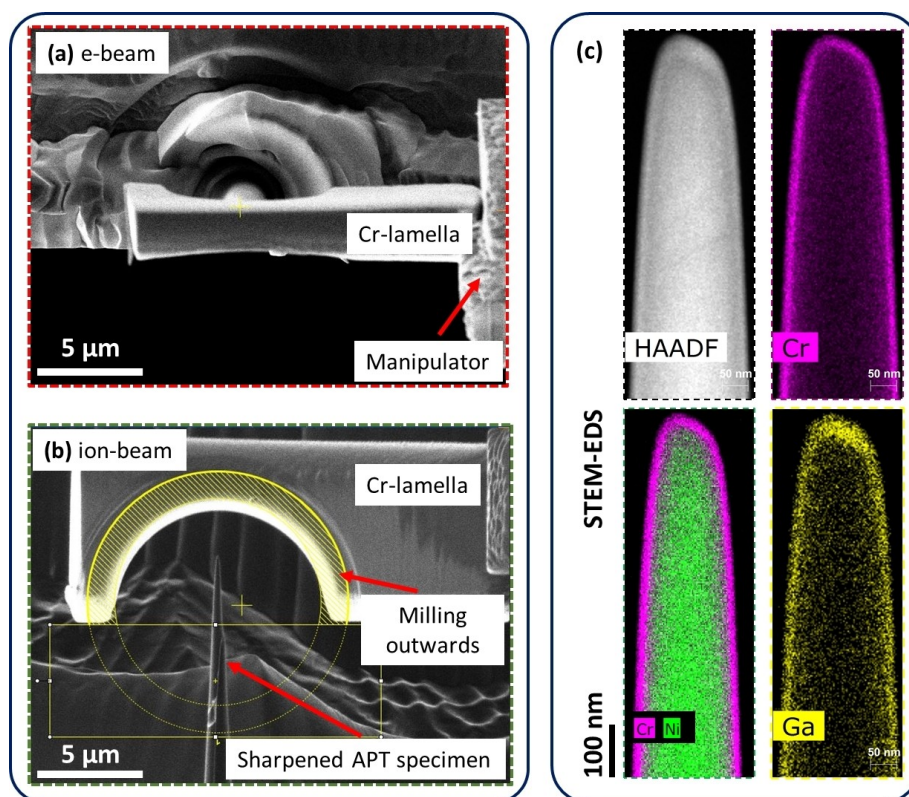 (a) e-beam
Cr-lamella
Manipulator
5 μm
(b) ion-beam
Cr-lamella
Milling
outwards
Sharpened APT specimen
5 μm
(c)
HAADF
50 nm
Cr
50 nm
STEM-EDS
100 nm
Cr Ni
Ga
50 nm